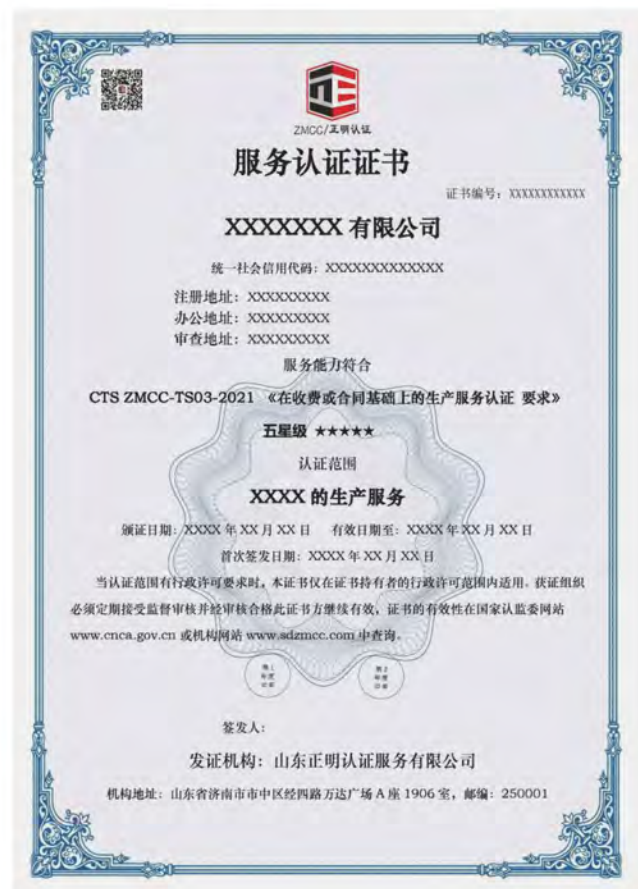 ZMCC/正明认证
服务认证证书
证书编号：XXXXXXXXXXXX
XXXXXXX 有限公司
统一社会信用代码：XXXXXXXXXXXXX
注册地址：XXXXXXXXX
办公地址：XXXXXXXXX
审查地址：XXXXXXXXX
服务能力符合
CTS ZMCC-TS03-2021 《在收费或合同基础上的生产服务认证 要求》
五星级 ★★★★★
认证范围
XXXX 的生产服务
颁证日期：XXXX 年 XX 月 XX 日 有效日期至：XXXX 年 XX 月 XX 日
首次签发日期：XXXX 年 XX 月 XX 日
当认证范围有行政许可要求时，本证书仅在证书持有者的行政许可范围内适用。获证组织
必须定期接受监督审核并经审核合格此证书方继续有效，证书的有效性在国家认监委网站
www.cnca.gov.cn 或机构网站 www.sdzmcc.com 中查询。
签发人：
发证机构：山东正明认证服务有限公司
机构地址：山东省济南市市中区经四路万达广场 A 座 1906 室，邮编：250001